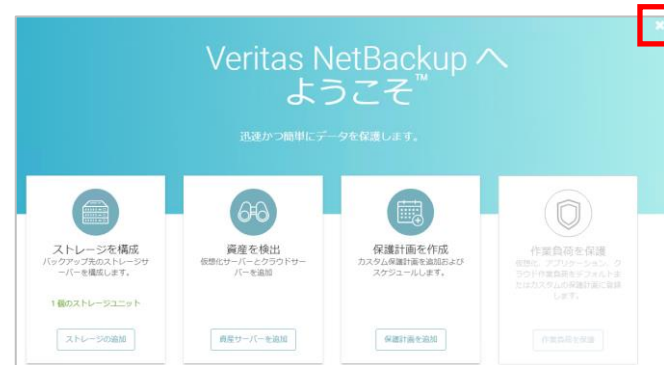 Veritas NetBackup へ
ようこそ™
迅速かつ簡単にデータを保護します。
ストレージを構成
バックアップ先のストレージサ
ーバーを構成します。
1 個のストレージユニット
ストレージの追加
資産を検出
仮想化サーバーとクラウドサー
バーを追加
資産サーバーを追加
保護計画を作成
カスタム保護計画を追加および
スケジュールします。
保護計画を追加
作業負荷を保護
仮想化、アプリケーション、ク
ラウド作業負荷をデフォルトま
たはカスタムの保護計画に登録
します。
作業負荷を保護